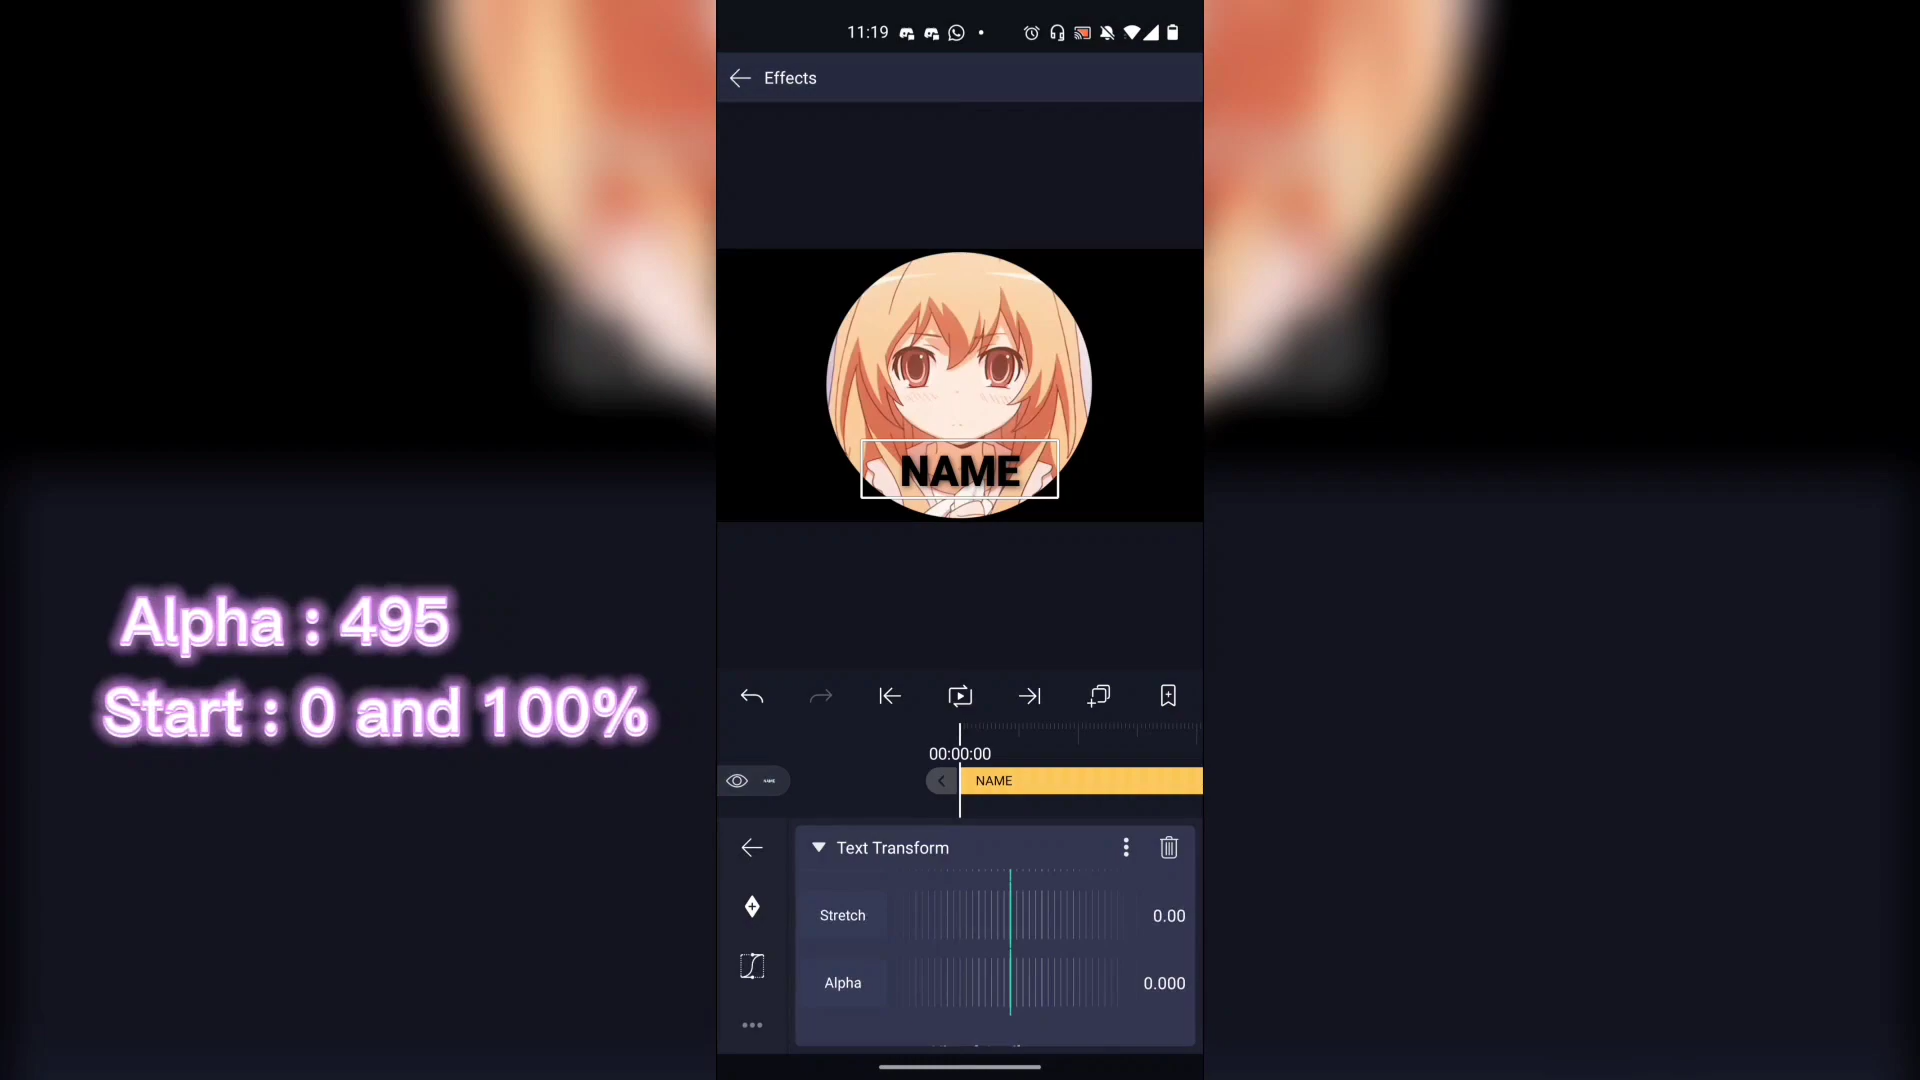 11:19
Effects
NAME
Alpha : 495
Start : 0 and 100%
00:00:00
NAME
NAME
Text Transform
Stretch
0.00
Alpha
0.000